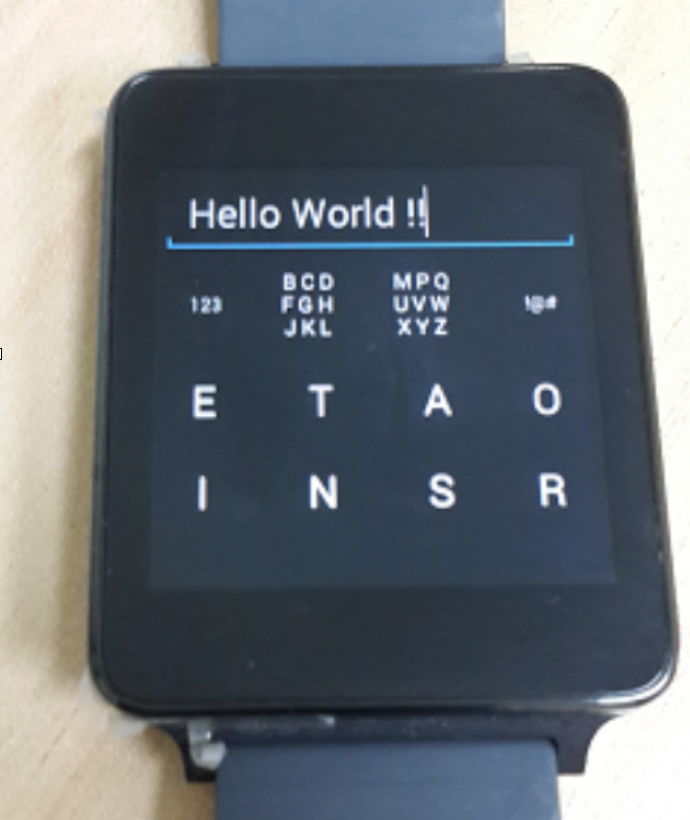 Hello World !!
123 BCD MPQ !@#
FGH UVW
JKL XYZ
E T A O
I N S R